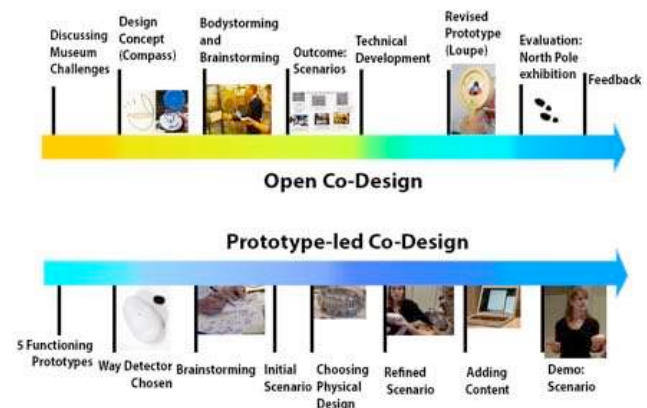 Discussing
Museum
Challenges
Design
Concept
(Compass)
Bodystorming
and
Brainstorming
Outcome:
Scenarios
Technical
Development
Revised
Prototype
(Loupe)
Evaluation:
North Pole
exhibition
Feedback
Open Co-Design
Prototype-led Co-Design
5 Functioning
Prototypes
Way Detector
Chosen
Brainstorming
Initial
Scenario
Choosing
Physical
Design
Refined
Scenario
Adding
Content
Demo:
Scenario